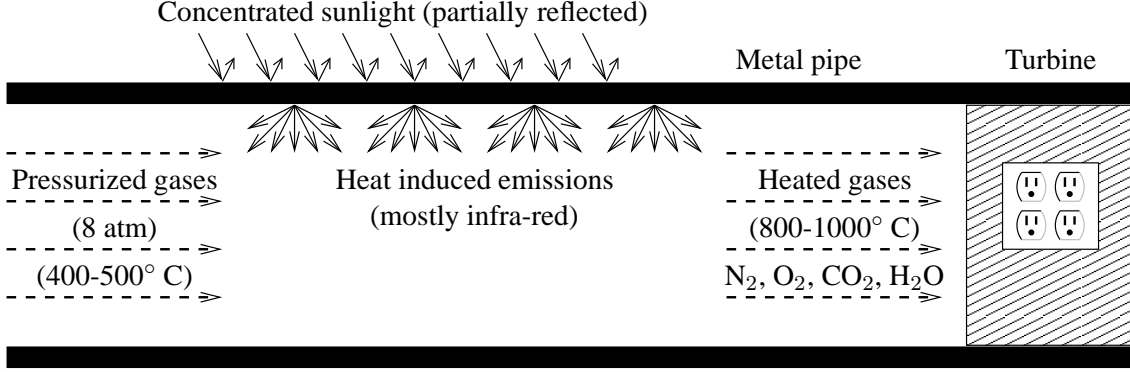 Concentrated sunlight (partially reflected)
Metal pipe
Turbine
Pressurized gases
(8 atm)
(400-500° C)
Heat induced emissions
(mostly infra-red)
Heated gases
(800-1000° C)
N₂, O₂, CO₂, H₂O